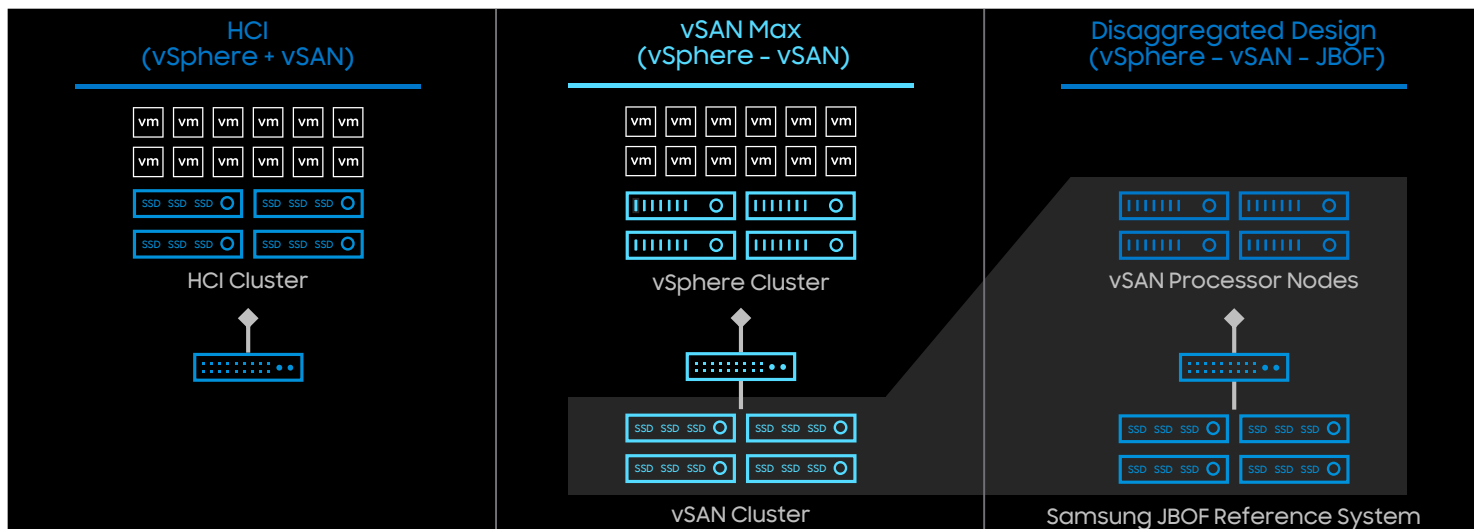 HCI
(vSphere + vSAN)
vm vm vm vm vm vm
vm vm vm vm vm vm
SSD SSD SSD SSD SSD SSD
SSD SSD SSD SSD SSD SSD
HCI Cluster
vSAN Max
(vSphere - vSAN)
vm vm vm vm vm vm
vm vm vm vm vm vm
vSphere Cluster
SSD SSD SSD SSD SSD SSD
SSD SSD SSD SSD SSD SSD
vSAN Cluster
Disaggregated Design
(vSphere - vSAN - JBOF)
vSAN Processor Nodes
SSD SSD SSD SSD SSD SSD
SSD SSD SSD SSD SSD SSD
Samsung JBOF Reference System